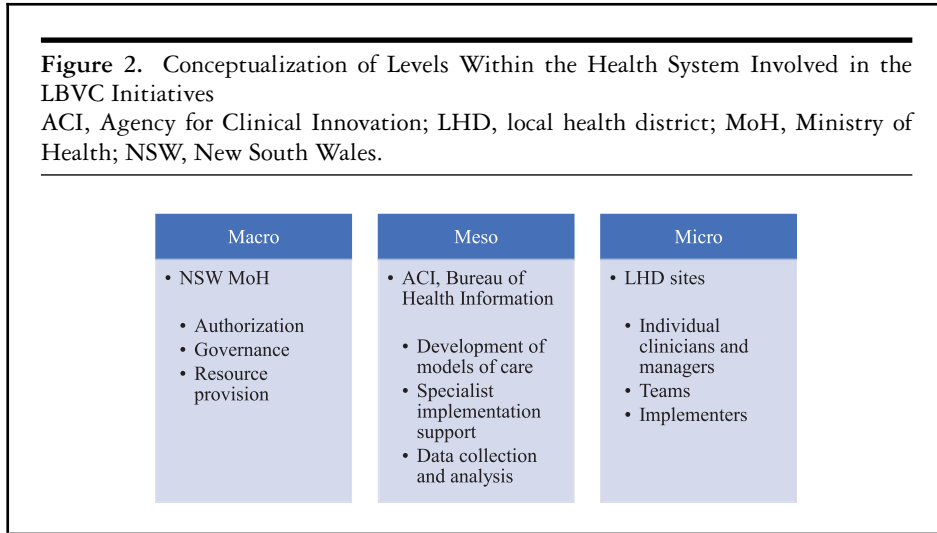 Figure 2. Conceptualization of Levels Within the Health System Involved in the
LBVC Initiatives
ACI, Agency for Clinical Innovation; LHD, local health district; MoH, Ministry of
Health; NSW, New South Wales.
Macro
• NSW MoH
• Authorization
• Governance
• Resource
provision
Meso
• ACI, Bureau of
Health Information
• Development of
models of care
• Specialist
implementation
support
• Data collection
and analysis
Micro
• LHD sites
• Individual
clinicians and
managers
• Teams
• Implementers